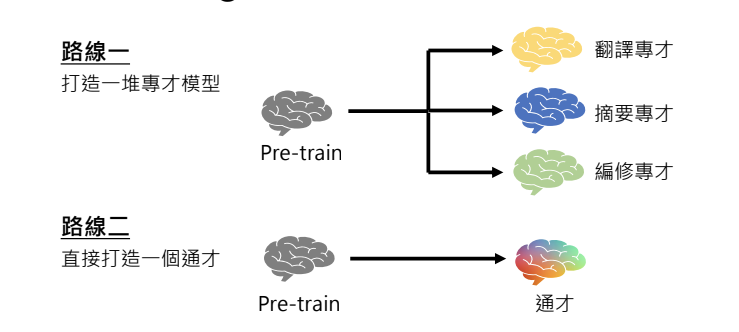 路線一
打造一堆專才模型
Pre-train
翻譯專才
摘要專才
編修專才
路線二
直接打造一個通才
Pre-train
通才